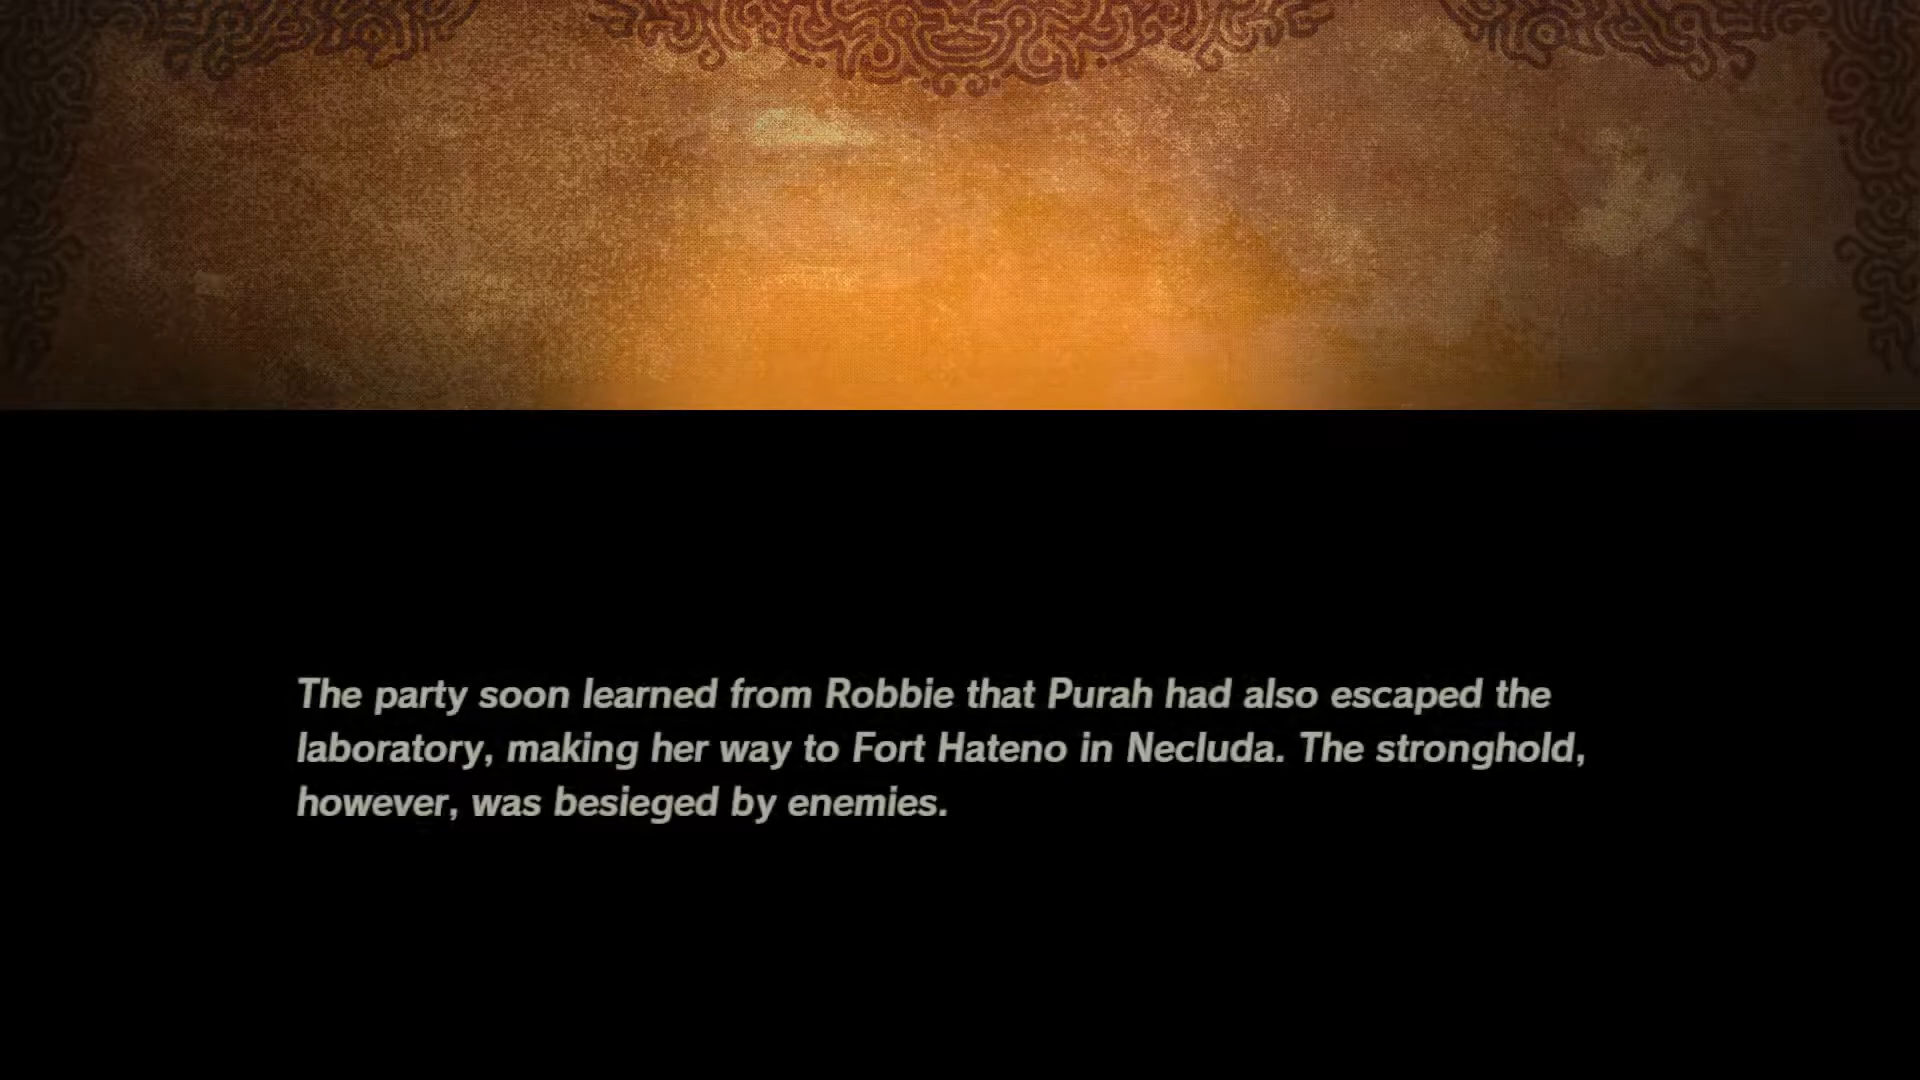 The party soon learned from Robbie that Purah had also escaped the
laboratory, making her way to Fort Hateno in Necluda. The stronghold,
however, was besieged by enemies.